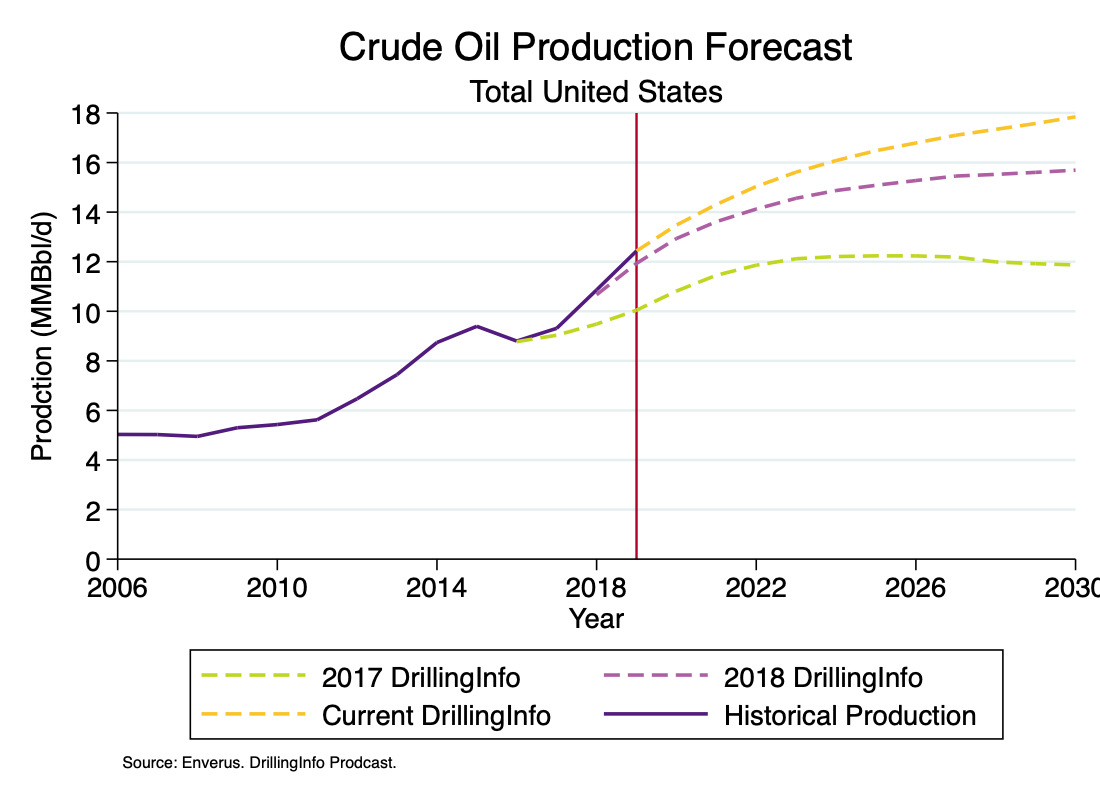 Crude Oil Production Forecast
Total United States
Prodction (MMBbl/d)
18
16
14
12
10
8
6
4
2
0
2006 2010 2014 2018 2022 2026 2030
Year
2017 DrillingInfo 2018 DrillingInfo
Current DrillingInfo Historical Production
Source: Enverus. DrillingInfo Prodcast.